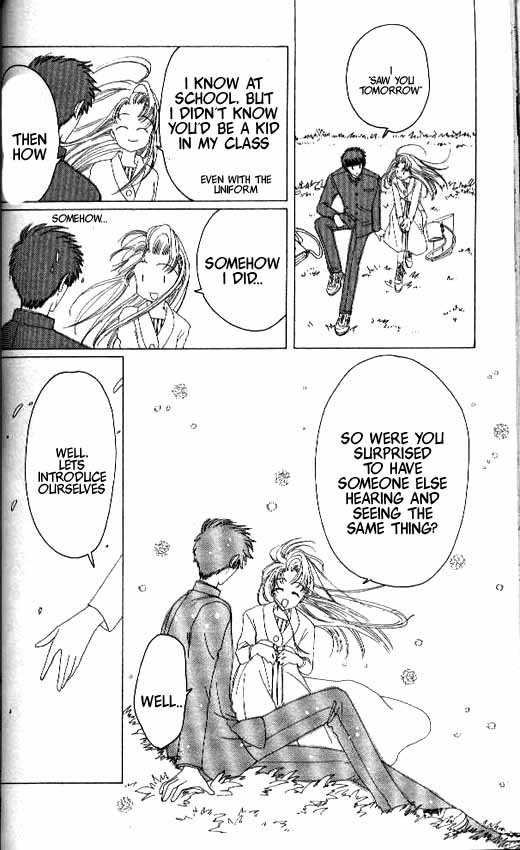 I
"SAW YOU
TOMORROW"
I KNOW AT
SCHOOL. BUT
I DIDN'T KNOW
YOU'D BE A KID
IN MY CLASS
EVEN WITH THE
UNIFORM
THEN
HOW
SOMEHOW
I DID..
SOMEHOW...
SO WERE YOU
SURPRISED
TO HAVE
SOMEONE ELSE
HEARING AND
SEEING THE
SAME THING?
WELL..
WELL.
LETS
INTRODUCE
OURSELVES